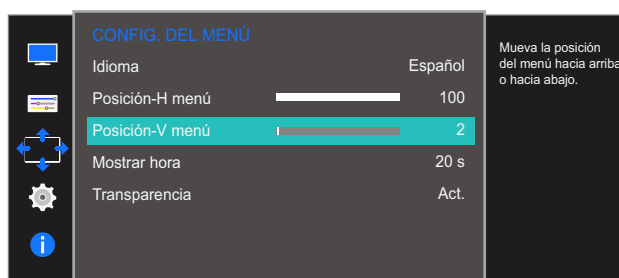 CONFIG. DEL MENÚ
Idioma Español
Posición-H menú 100
Posición-V menú 2
Mostrar hora 20 s
Transparencia Act.
Mueva la posición
del menú hacia arriba
o hacia abajo.